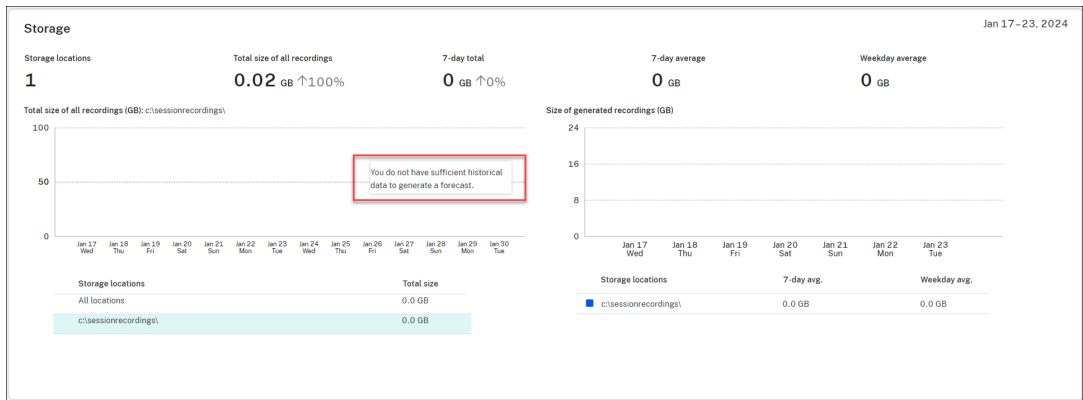 Storage
Jan 17–23, 2024
Storage locations
1
Total size of all recordings
0.02 GB ↑100%
7-day total
0 GB ↑0%
7-day average
0 GB
Weekday average
0 GB
Total size of all recordings (GB): c:\sessionrecordings\
100
50
0
You do not have sufficient historical
data to generate a forecast.
Jan 17 Jan 18 Jan 19 Jan 20 Jan 21 Jan 22 Jan 23 Jan 24 Jan 25 Jan 26 Jan 27 Jan 28 Jan 29 Jan 30
Wed Thu Fri Sat Sun Mon Tue Wed Thu Fri Sat Sun Mon Tue
Storage locations Total size
All locations 0.0 GB
c:\sessionrecordings\ 0.0 GB
Size of generated recordings (GB)
24
16
8
0
Jan 17 Jan 18 Jan 19 Jan 20 Jan 21 Jan 22 Jan 23
Wed Thu Fri Sat Sun Mon Tue
Storage locations 7-day avg. Weekday avg.
c:\sessionrecordings\ 0.0 GB 0.0 GB